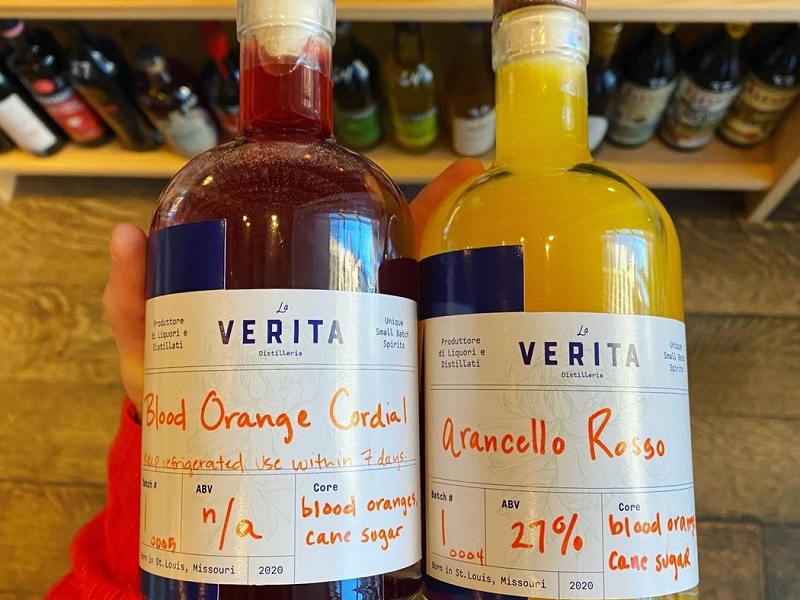 Produttore
di Liquori e
Distillati
La
VERITA
Distilleria
Unique
Small Batch
Spirits
Blood Orange Cordial
Keep refrigerated. Use within 7 days.
Batch #
1
0005
ABV
n/a
Core
blood oranges,
cane sugar
Born in St.Louis, Missouri
2020
Produttore
di Liquori e
Distillati
La
VERITA
Distilleria
Unique
Small Batch
Spirits
Arancello Rosso
Batch #
1
0004
ABV
27%
Core
blood oran
cane sugar
Born in St.Louis, Missouri
2020